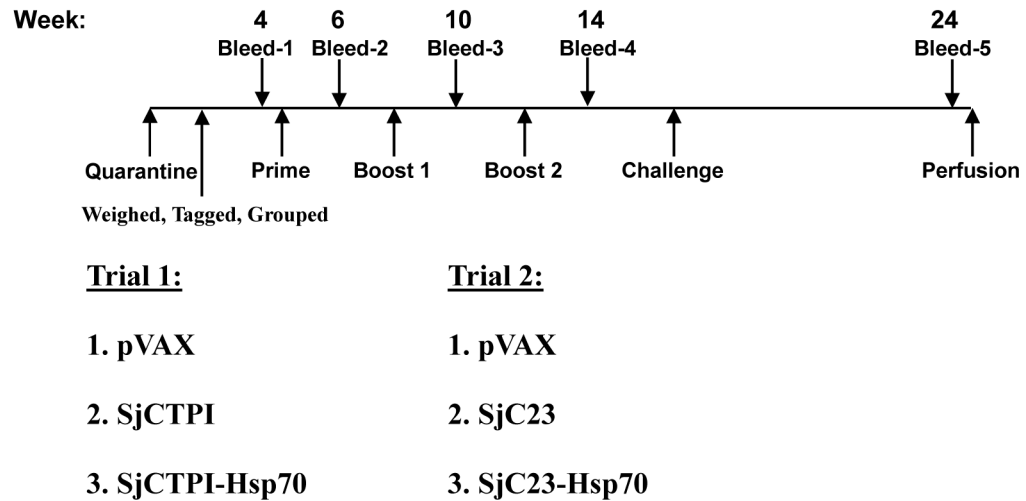 Week: 4 6 10 14 24
Bleed-1 Bleed-2 Bleed-3 Bleed-4 Bleed-5
Quarantine Prime Boost 1 Boost 2 Challenge Perfusion
Weighed, Tagged, Grouped
Trial 1: Trial 2:
1. pVAX 1. pVAX
2. SjCTPI 2. SjC23
3. SjCTPI-Hsp70 3. SjC23-Hsp70